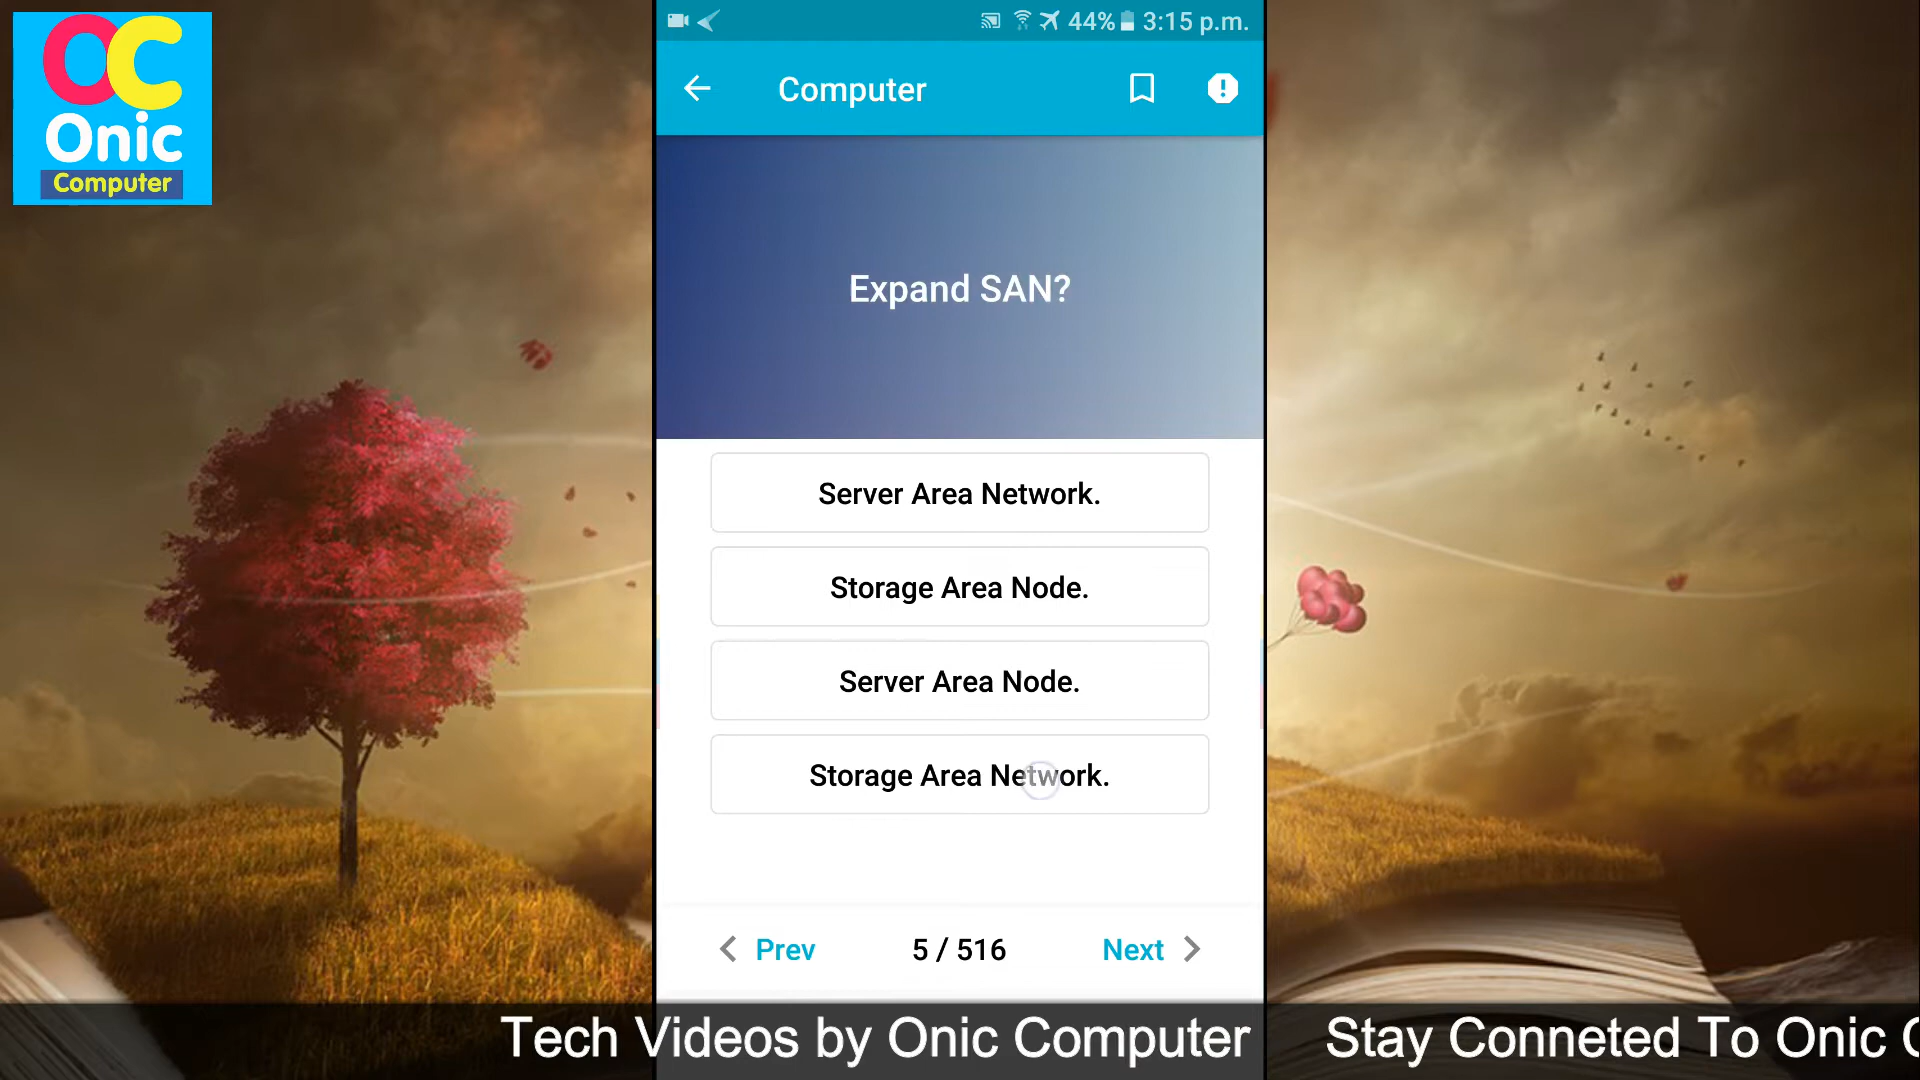 OC
Onic
Computer
44% 3:15 p.m.
Computer
Expand SAN?
Server Area Network.
Storage Area Node.
Server Area Node.
Storage Area Network.
Prev 5 / 516 Next
Tech Videos by Onic Computer Stay Conneted To Onic C